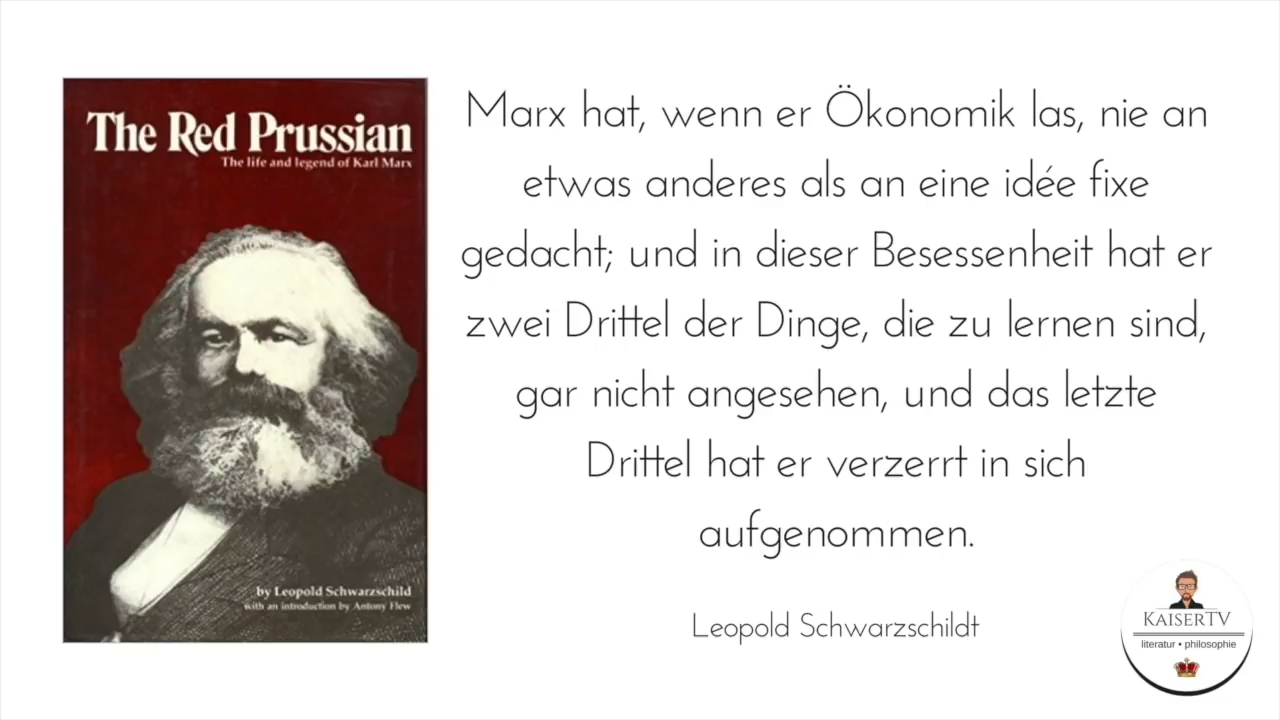 The Red Prussian
The life and legend of Karl Marx
by Leopold Schwarzschild
with an introduction by Antony Flew
Marx hat, wenn er Ökonomik las, nie an
etwas anderes als an eine idée fixe
gedacht; und in dieser Besessenheit hat er
zwei Drittel der Dinge, die zu lernen sind,
gar nicht angesehen, und das letzte
Drittel hat er verzerrt in sich
aufgenommen.
Leopold Schwarzschildt
KAISERTV
literatur • philosophie